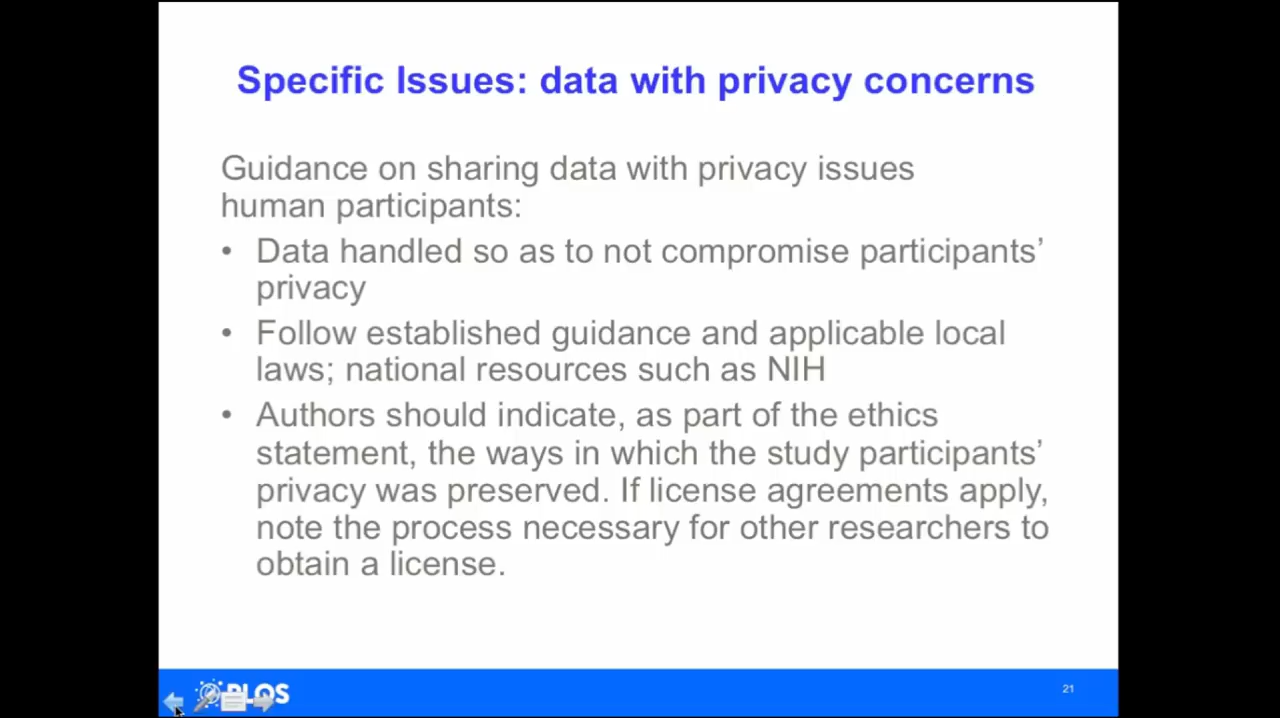 Specific Issues: data with privacy concerns
Guidance on sharing data with privacy issues
human participants:
• Data handled so as to not compromise participants’
privacy
• Follow established guidance and applicable local
laws; national resources such as NIH
• Authors should indicate, as part of the ethics
statement, the ways in which the study participants’
privacy was preserved. If license agreements apply,
note the process necessary for other researchers to
obtain a license.
PLOS
21